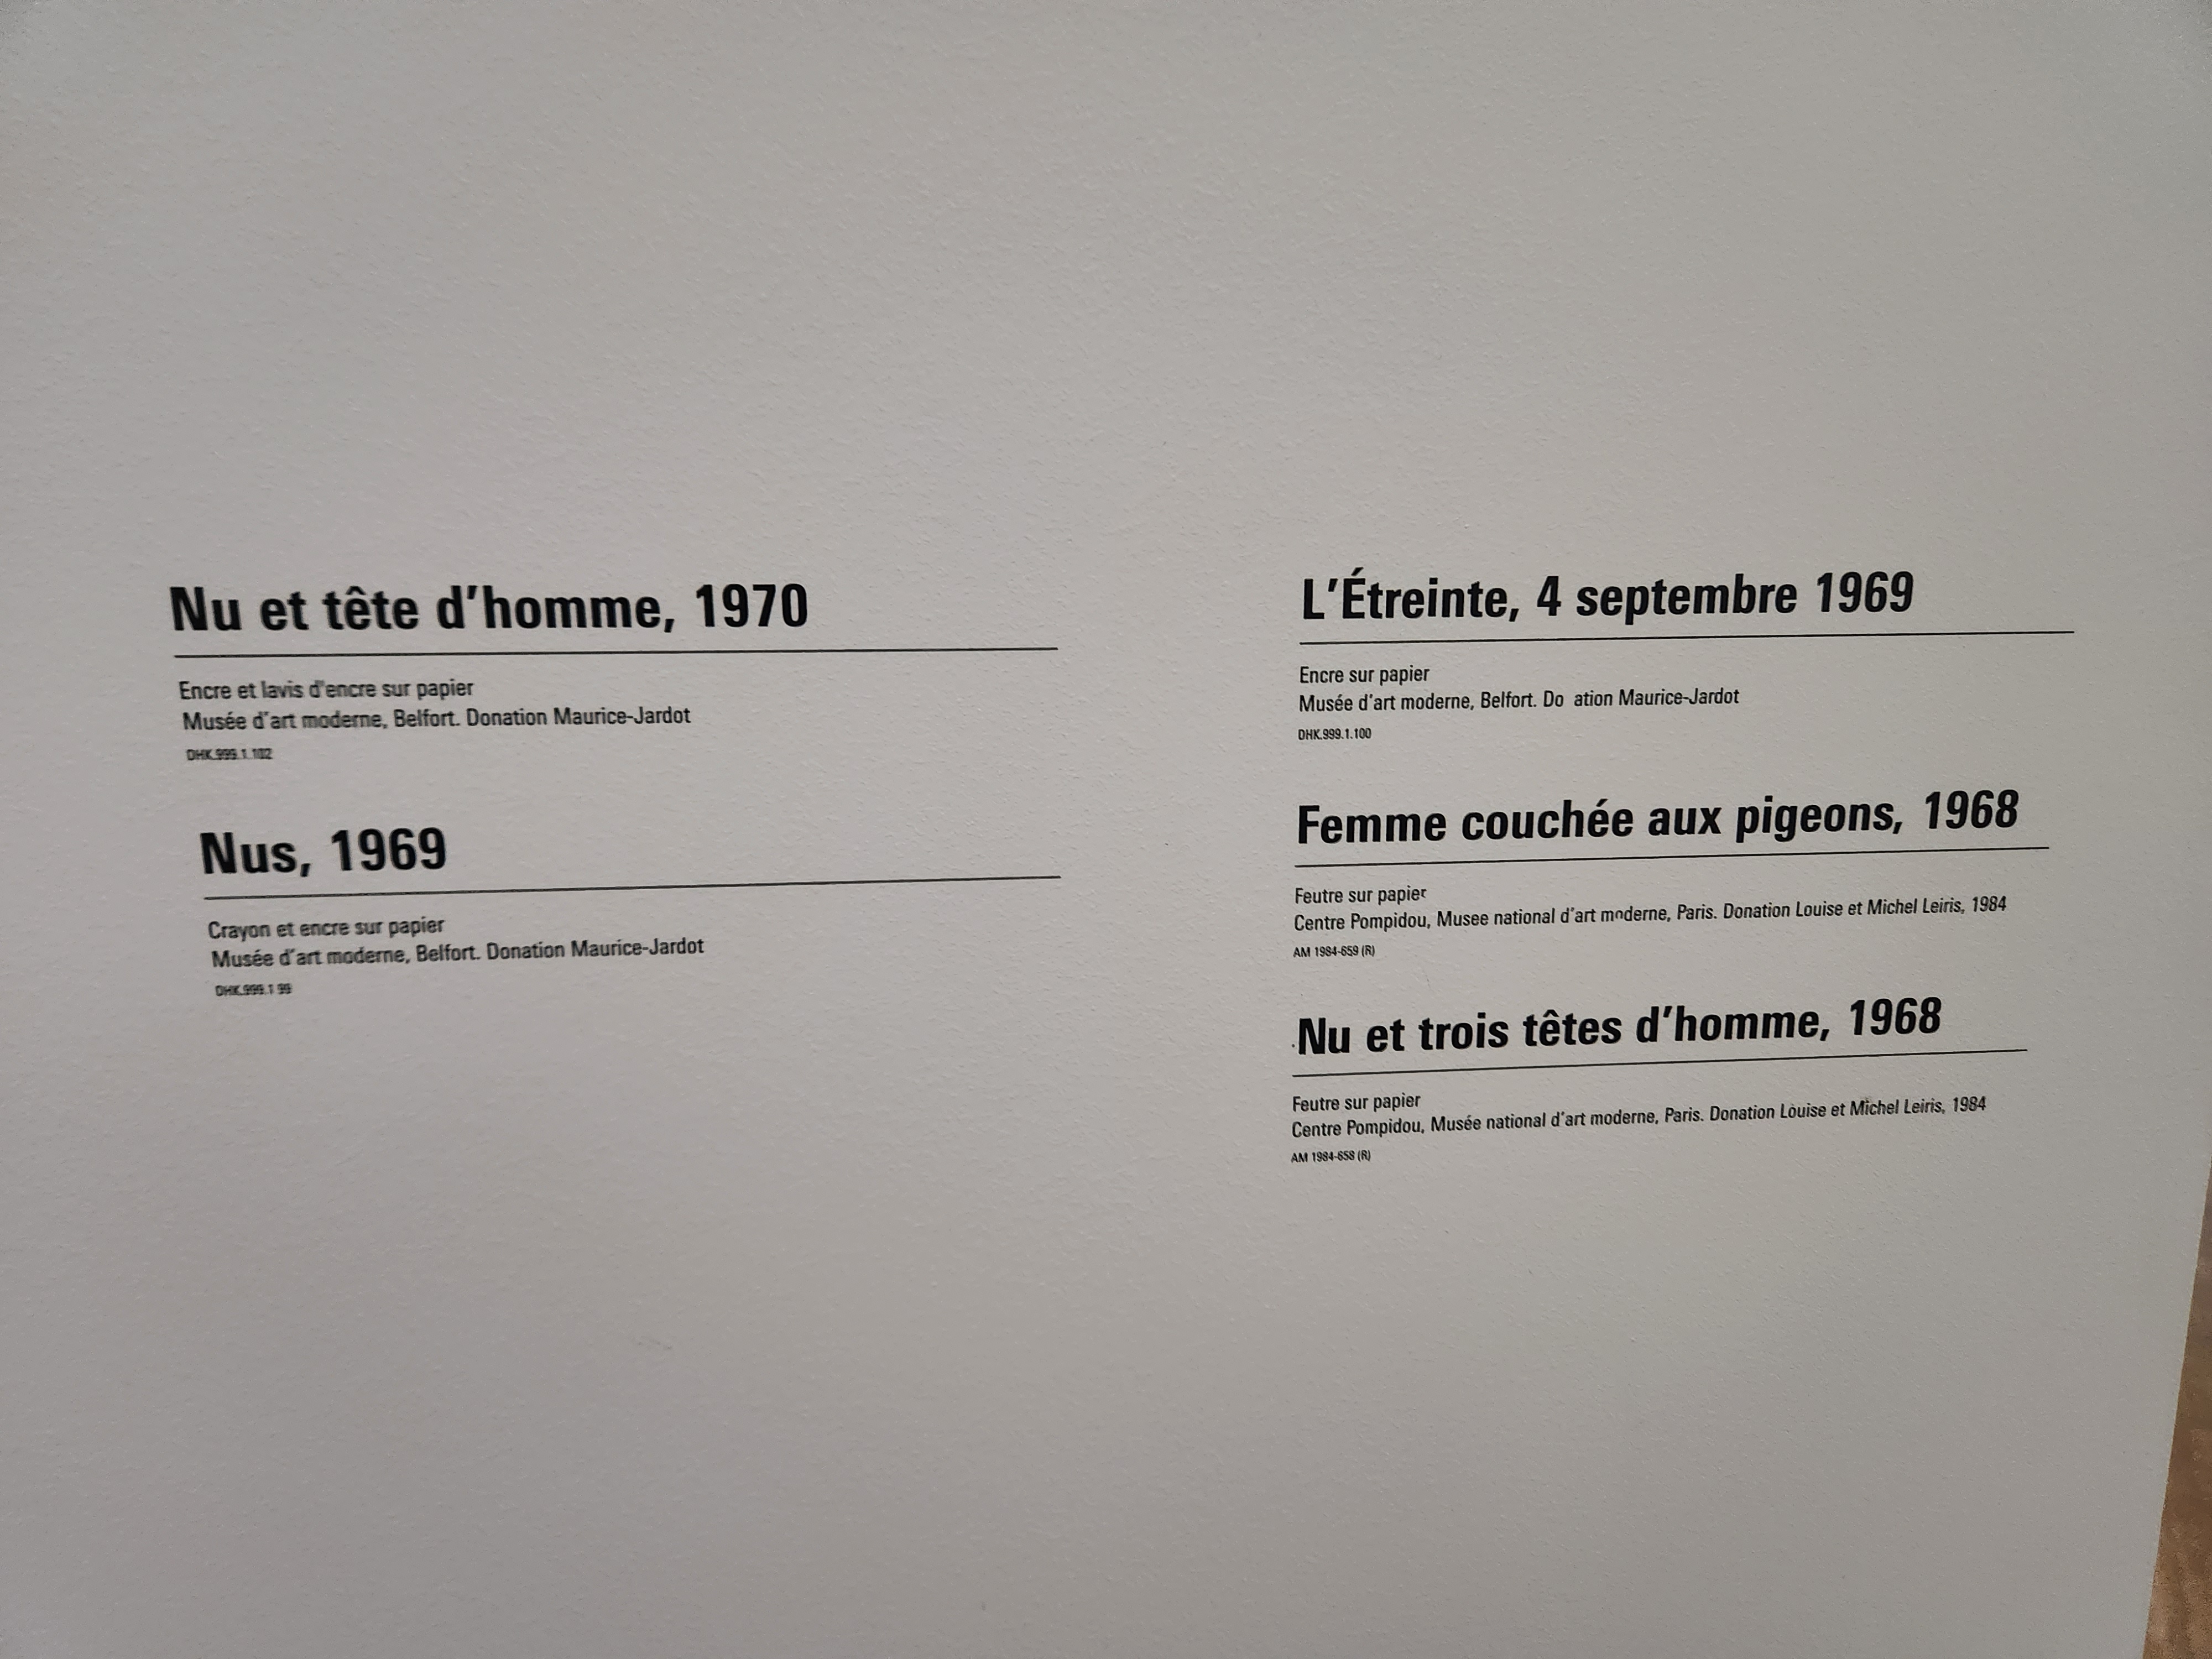 Nu et tête d'homme, 1970
Encre et lavis d'encre sur papier
Musée d'art moderne, Belfort. Donation Maurice-Jardot
DHK.999.1.102
Nus, 1969
Crayon et encre sur papier
Musée d'art moderne, Belfort. Donation Maurice-Jardot
DHK.999.1 99
L'Étreinte, 4 septembre 1969
Encre sur papier
Musée d'art moderne, Belfort. Do ation Maurice-Jardot
DHK.999.1.100
Femme couchée aux pigeons, 1968
Feutre sur papier
Centre Pompidou, Musee national d'art moderne, Paris. Donation Louise et Michel Leiris, 1984
AM 1984-659 (R)
Nu et trois têtes d'homme, 1968
Feutre sur papier
Centre Pompidou, Musée national d'art moderne, Paris. Donation Louise et Michel Leiris, 1984
AM 1984-658 (R)